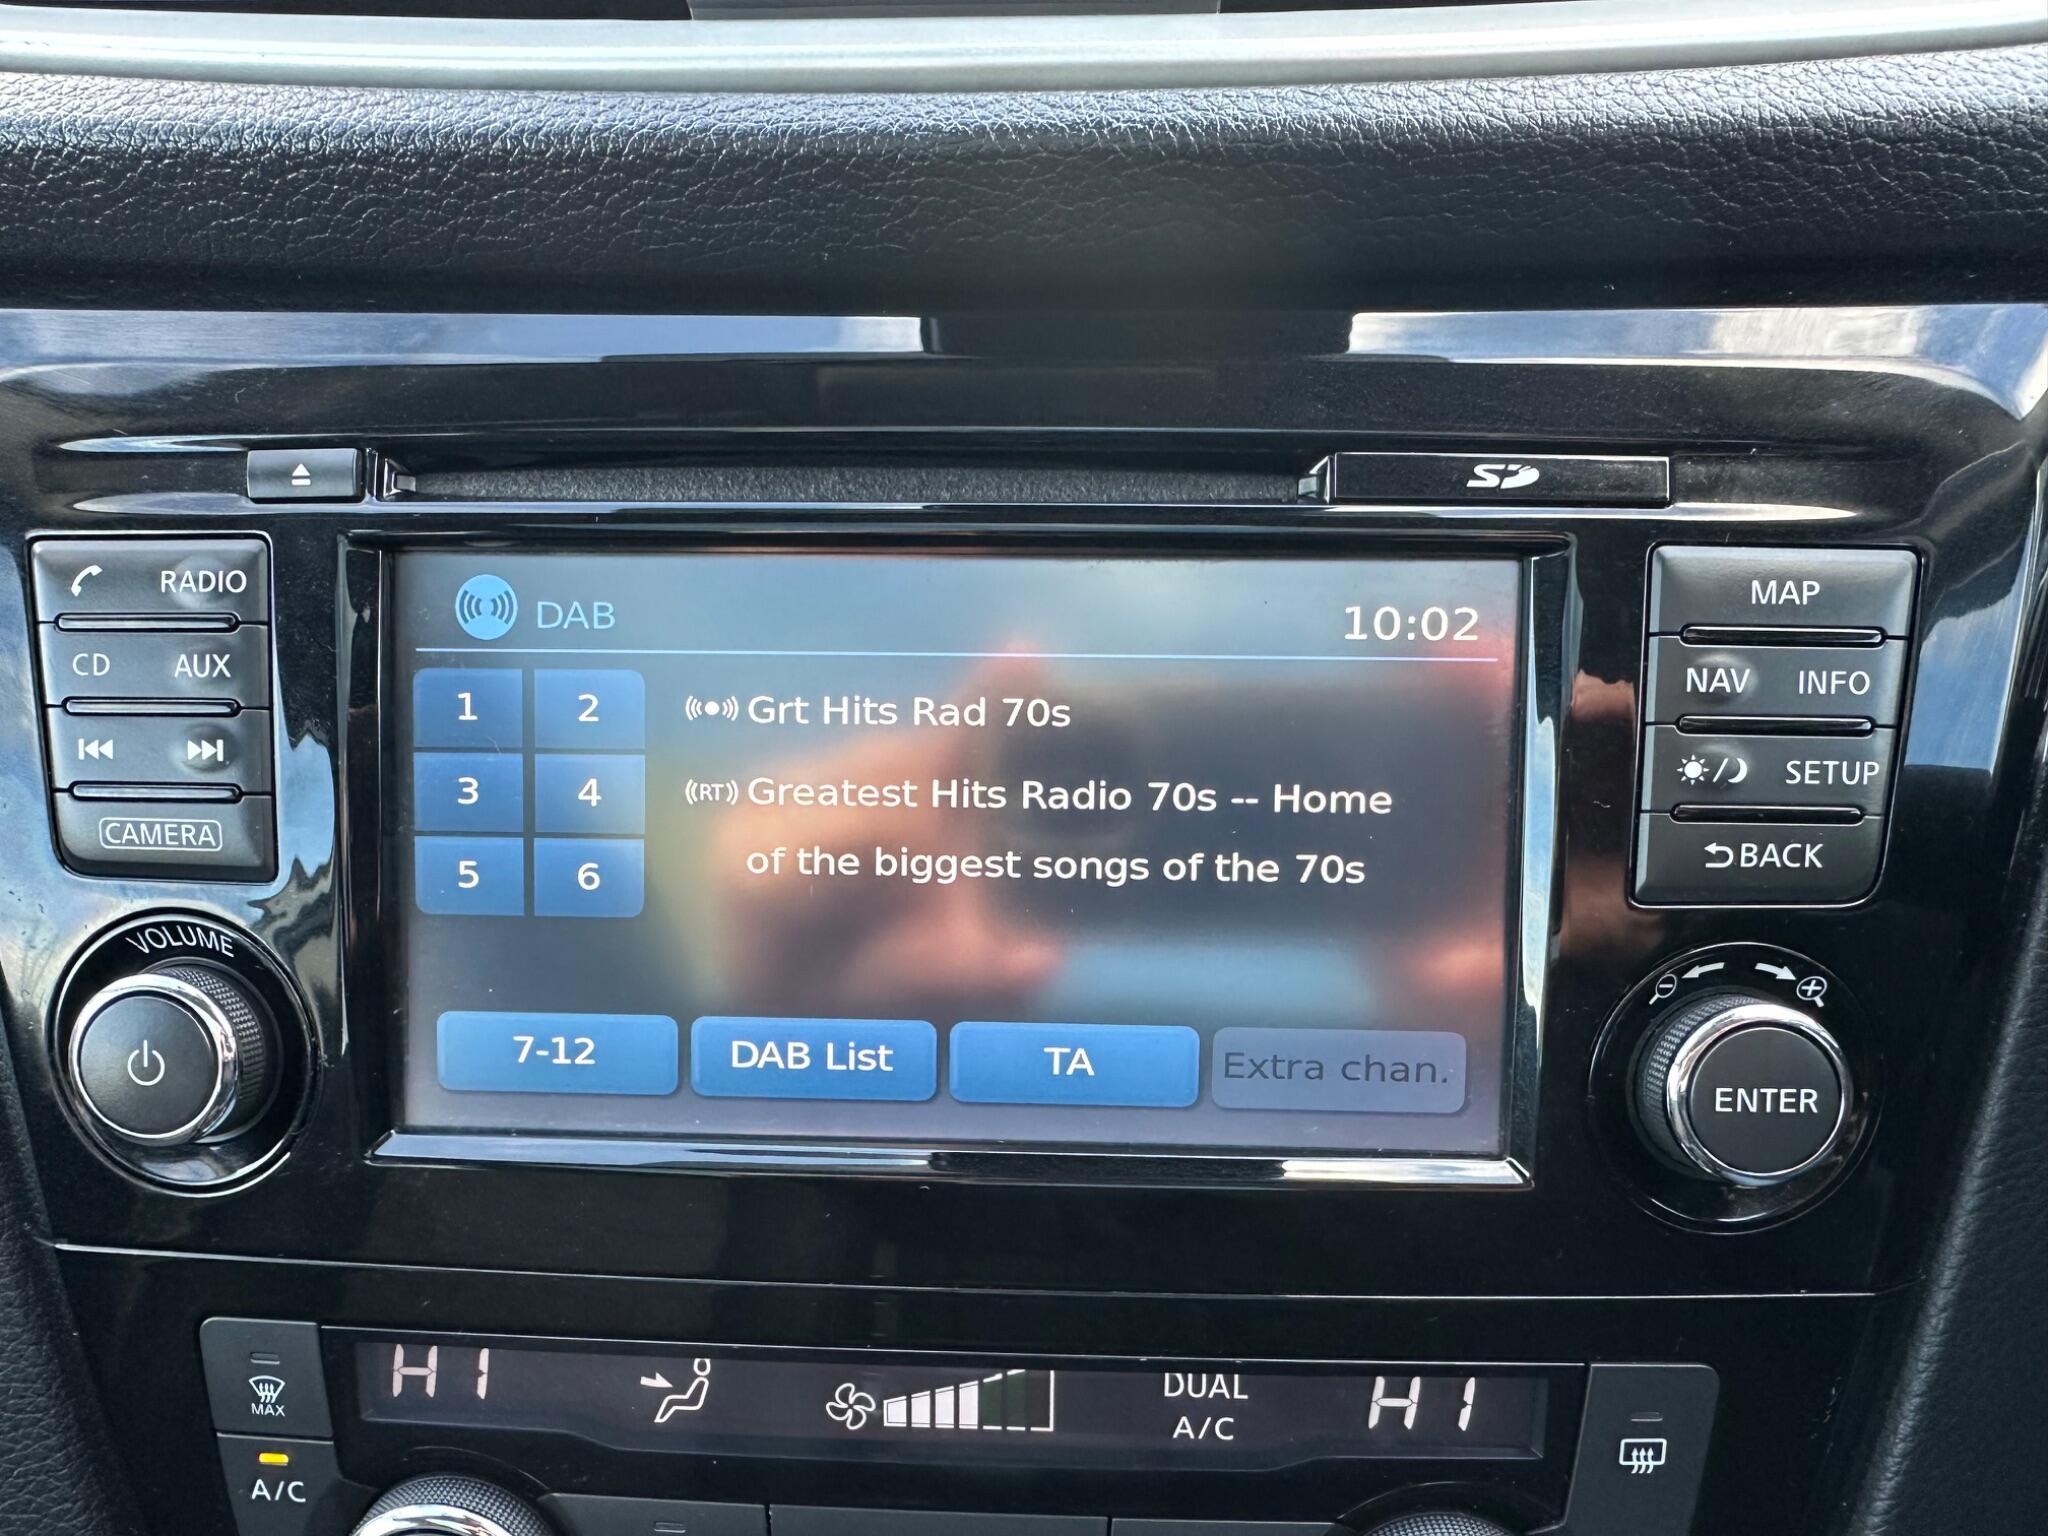 SD
RADIO
CD AUX
CAMERA
VOLUME
DAB 10:02
1 2 Grt Hits Rad 70s
3 4 RT Greatest Hits Radio 70s -- Home
of the biggest songs of the 70s
5 6
7-12 DAB List TA Extra chan.
MAP
NAV INFO
SETUP
BACK
ENTER
HI DUAL HI
A/C
MAX
A/C